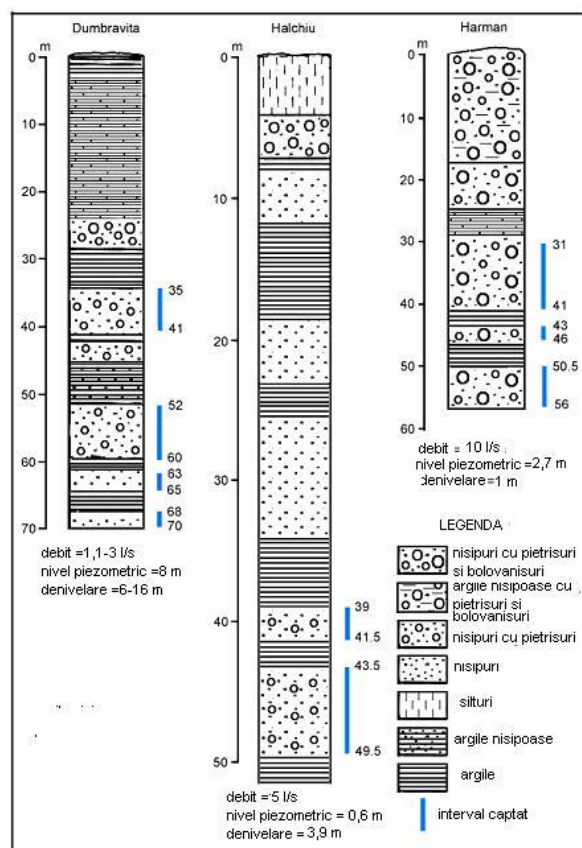 Dumbravita
m
0
10
20
30
40
50
60
70
35
41
52
60
63
65
68
70
debit =1,1-3 l/s
nivel piezometric =8 m
denivelare =6-16 m
Halchiu
m
0
10
20
30
40
50
39
41.5
43.5
49.5
debit = 5 l/s
nivel piezometric = 0,6 m
denivelare = 3,9 m
Harman
m
0
10
20
30
40
50
60
31
41
43
46
50.5
56
debit = 10 l/s
nivel piezometric =2,7 m
denivelare =1 m
LEGENDA
nisipuri cu pietrisuri
si bolovanisuri
argile nisipoase cu
pietrisuri si
bolovanisuri
nisipuri cu pietrisuri
nisipuri
silturi
argile nisipoase
argile
interval captat